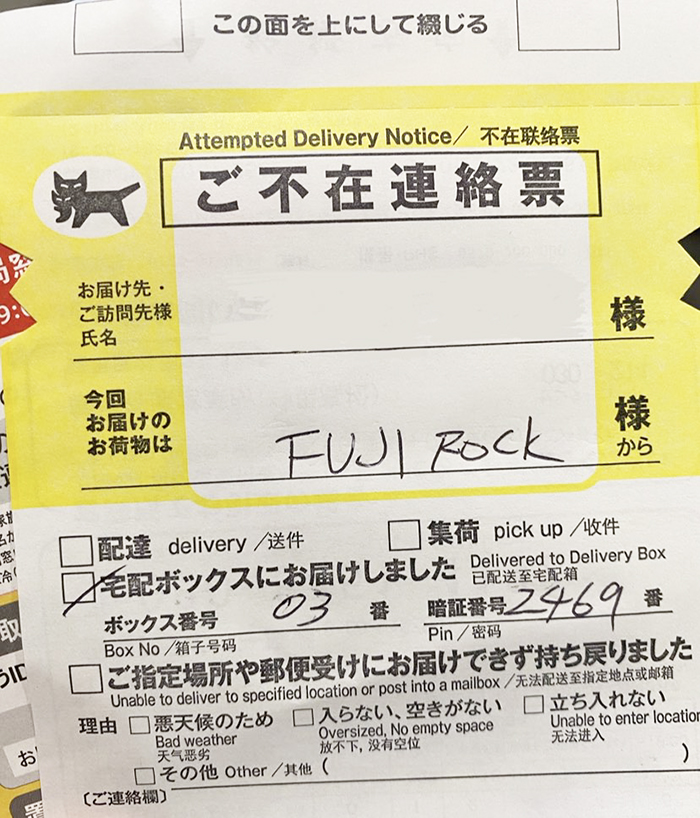 この面を上にして綴じる
Attempted Delivery Notice／ 不在联络票
ご不在連絡票
お届け先・
ご訪問先様
氏名
様
今回
お届けの
お荷物は
FUJI ROCK
様
から
配達 delivery／送件
集荷 pick up／收件
宅配ボックスにお届けしました Delivered to Delivery Box
已配送至宅配箱
ボックス番号 03 番
Box No／箱子号码
暗証番号 2469 番
Pin／密码
ご指定場所や郵便受けにお届けできず持ち戻りました
Unable to deliver to specified location or post into a mailbox／无法配送至指定地点或邮箱
理由
悪天候のため
Bad weather
天气恶劣
入らない、空きがない
Oversized, No empty space
放不下，没有空位
立ち入れない
Unable to enter location
无法进入
その他 Other／其他（ ）
〔ご連絡欄〕